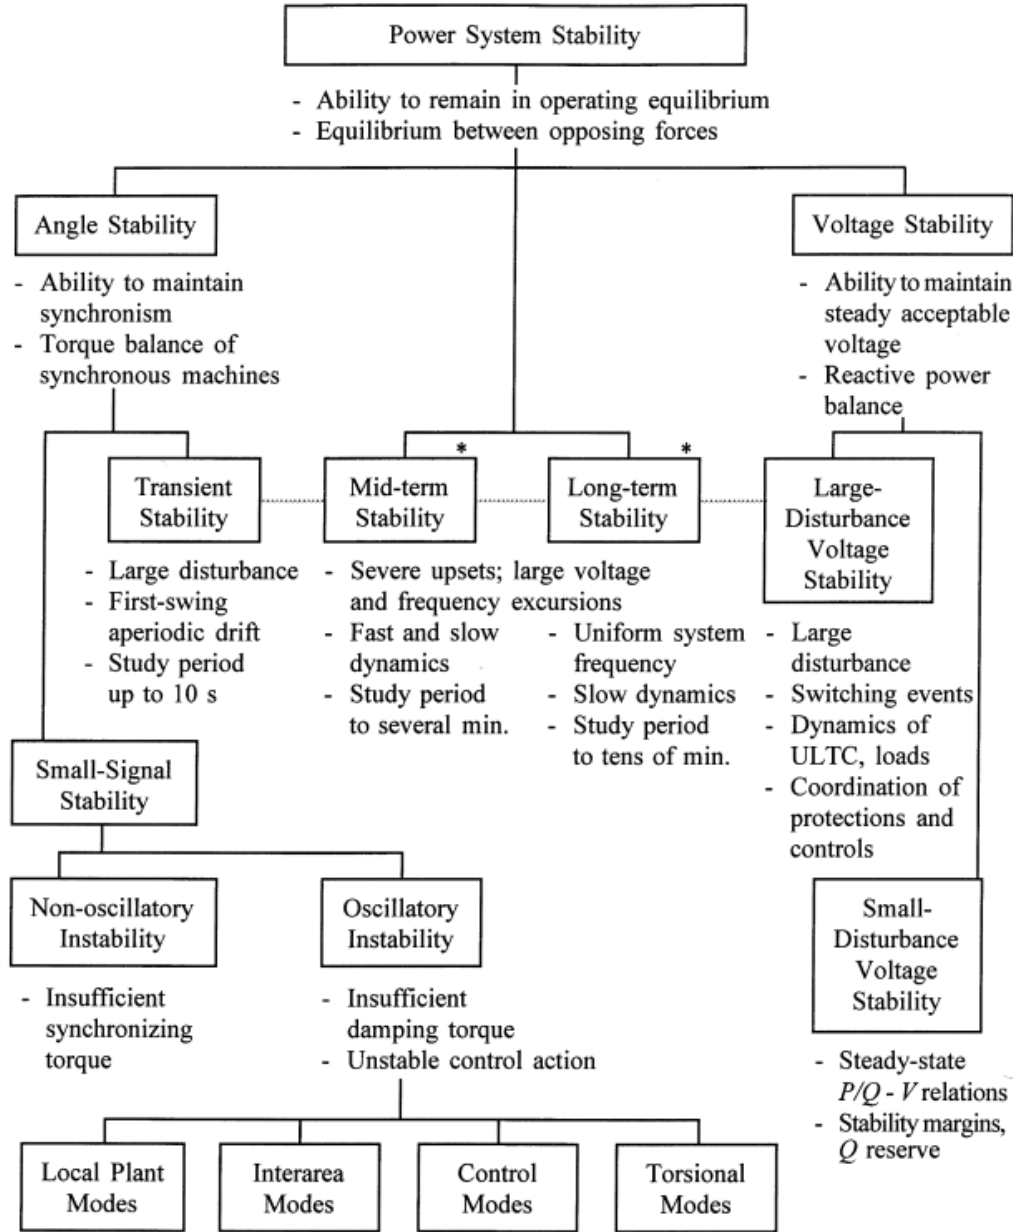 Power System Stability
- Ability to remain in operating equilibrium
- Equilibrium between opposing forces
Angle Stability
- Ability to maintain
synchronism
- Torque balance of
synchronous machines
Voltage Stability
- Ability to maintain
steady acceptable
voltage
- Reactive power
balance
Transient
Stability
- Large disturbance
- First-swing
aperiodic drift
- Study period
up to 10 s
*
Mid-term
Stability
- Severe upsets; large voltage
and frequency excursions
- Fast and slow
dynamics
- Study period
to several min.
*
Long-term
Stability
- Uniform system
frequency
- Slow dynamics
- Study period
to tens of min.
Large-
Disturbance
Voltage
Stability
- Large
disturbance
- Switching events
- Dynamics of
ULTC, loads
- Coordination of
protections and
controls
Small-Signal
Stability
Non-oscillatory
Instability
- Insufficient
synchronizing
torque
Oscillatory
Instability
- Insufficient
damping torque
- Unstable control action
Small-
Disturbance
Voltage
Stability
- Steady-state
P/Q - V relations
- Stability margins,
Q reserve
Local Plant
Modes
Interarea
Modes
Control
Modes
Torsional
Modes